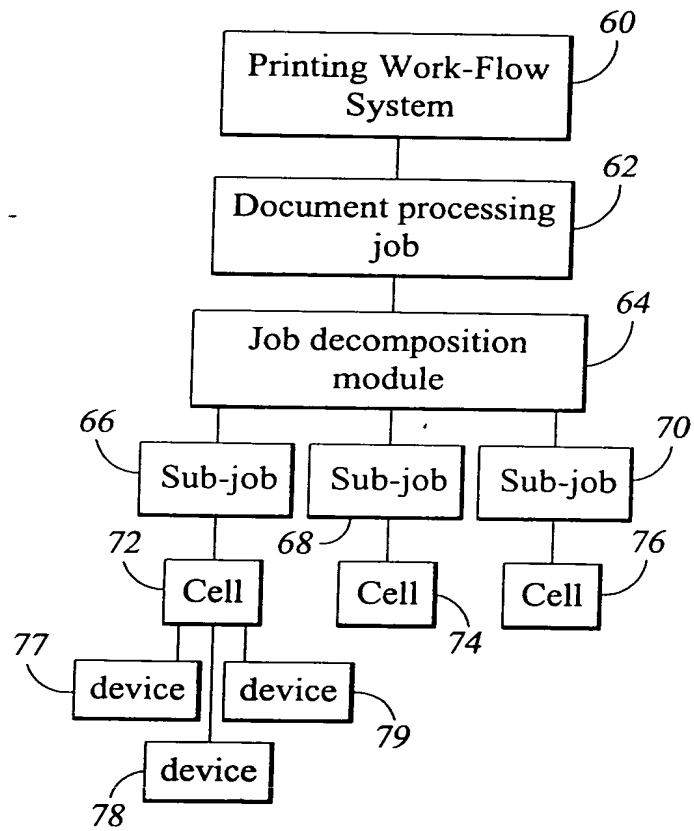 60
Printing Work-Flow
System
62
Document processing
job
64
Job decomposition
module
66
70
Sub-job
Sub-job
Sub-job
72
68
76
Cell
Cell
Cell
74
77
device
device
79
device
78